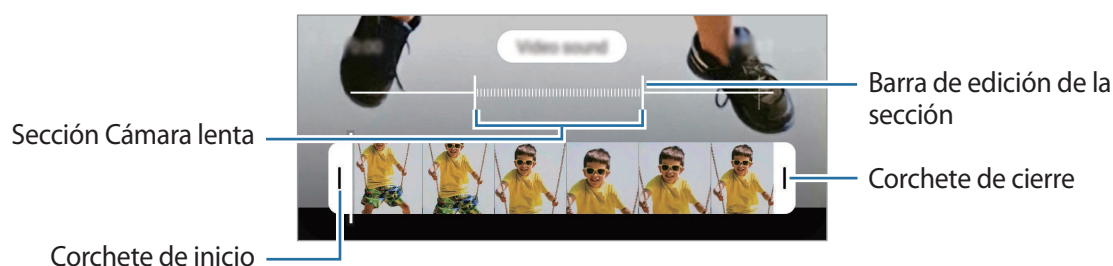 Video sound
Barra de edición de la
sección
Sección Cámara lenta
Corchete de cierre
Corchete de inicio